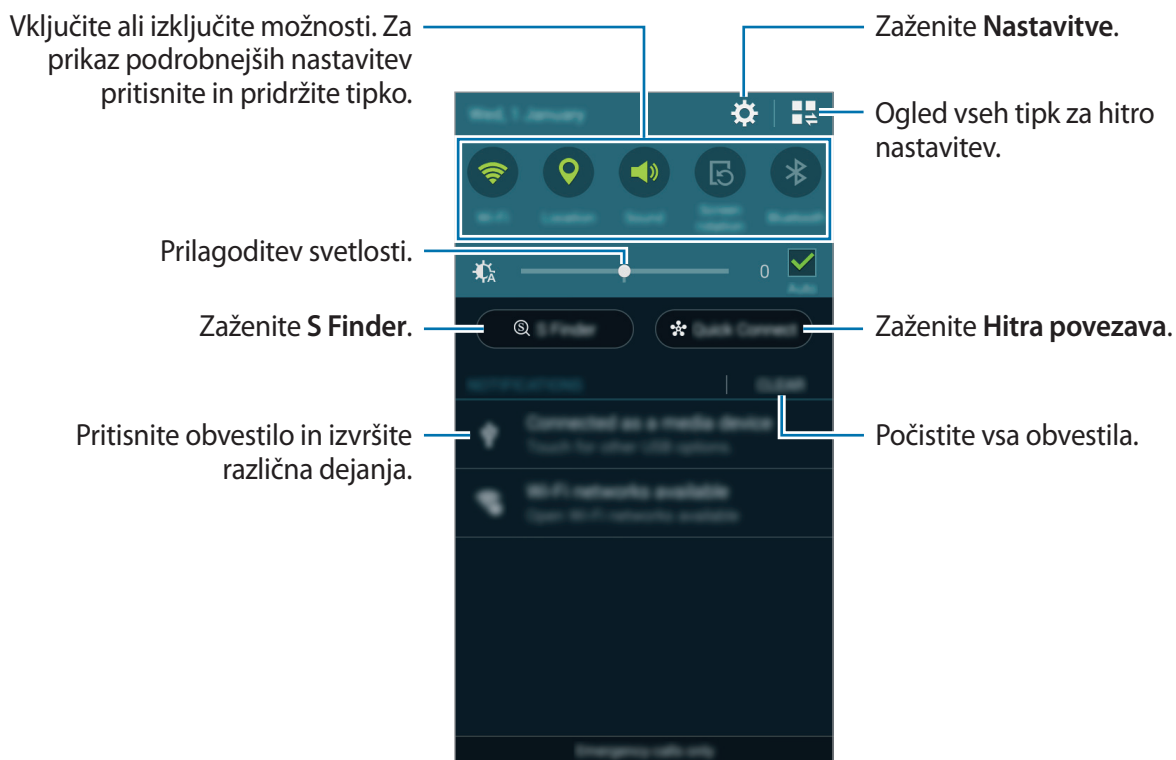 Vključite ali izključite možnosti. Za
prikaz podrobnejših nastavitev
pritisnite in pridržite tipko.
Zaženite Nastavitve.
Ogled vseh tipk za hitro
nastavitev.
Wed, 1 January
Wi-Fi
Location
Sound
Screen
rotation
Bluetooth
Prilagoditev svetlosti.
0
Auto
Zaženite S Finder.
S Finder
Quick Connect
Zaženite Hitra povezava.
NOTIFICATIONS
CLEAR
Pritisnite obvestilo in izvršite
različna dejanja.
Connected as a media device
Touch for other USB options.
Počistite vsa obvestila.
Wi-Fi networks available
Open Wi-Fi networks available
Emergency calls only